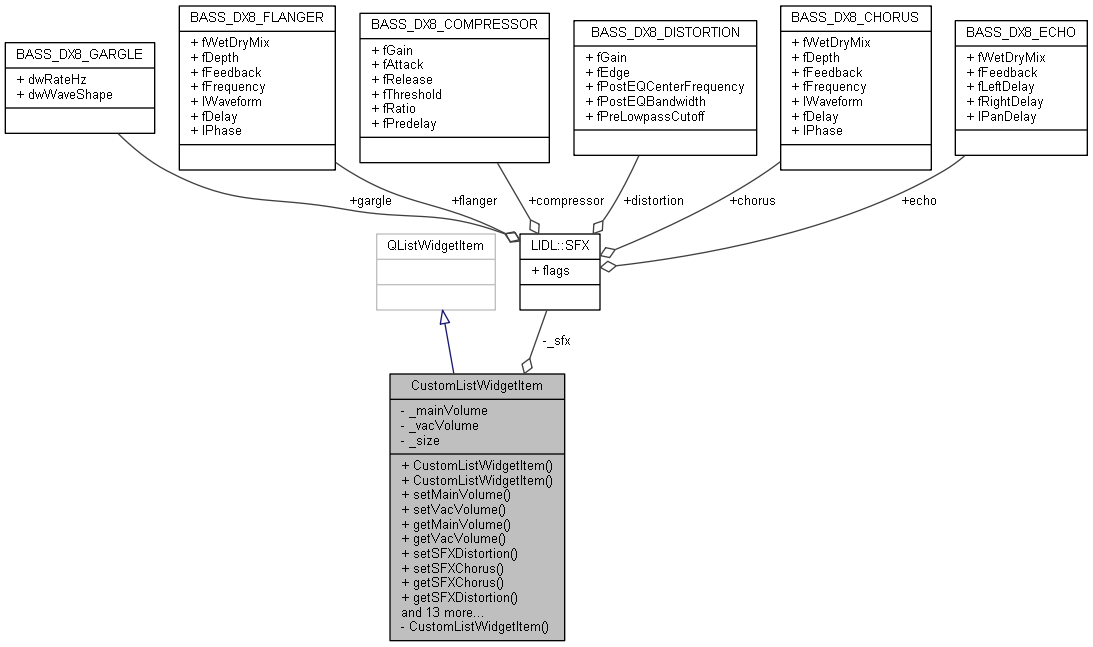 BASS_DX8_GARGLE
+ dwRateHz
+ dwWaveShape
BASS_DX8_FLANGER
+ fWetDryMix
+ fDepth
+ fFeedback
+ fFrequency
+ lWaveform
+ fDelay
+ lPhase
BASS_DX8_COMPRESSOR
+ fGain
+ fAttack
+ fRelease
+ fThreshold
+ fRatio
+ fPredelay
BASS_DX8_DISTORTION
+ fGain
+ fEdge
+ fPostEQCenterFrequency
+ fPostEQBandwidth
+ fPreLowpassCutoff
BASS_DX8_CHORUS
+ fWetDryMix
+ fDepth
+ fFeedback
+ fFrequency
+ lWaveform
+ fDelay
+ lPhase
BASS_DX8_ECHO
+ fWetDryMix
+ fFeedback
+ fLeftDelay
+ fRightDelay
+ lPanDelay
+gargle
+flanger
+compressor
+distortion
+chorus
+echo
QListWidgetItem
LIDL::SFX
+ flags
-_sfx
CustomListWidgetItem
- _mainVolume
- _vacVolume
- _size
+ CustomListWidgetItem()
+ CustomListWidgetItem()
+ setMainVolume()
+ setVacVolume()
+ getMainVolume()
+ getVacVolume()
+ setSFXDistortion()
+ setSFXChorus()
+ getSFXChorus()
+ getSFXDistortion()
and 13 more...
- CustomListWidgetItem()